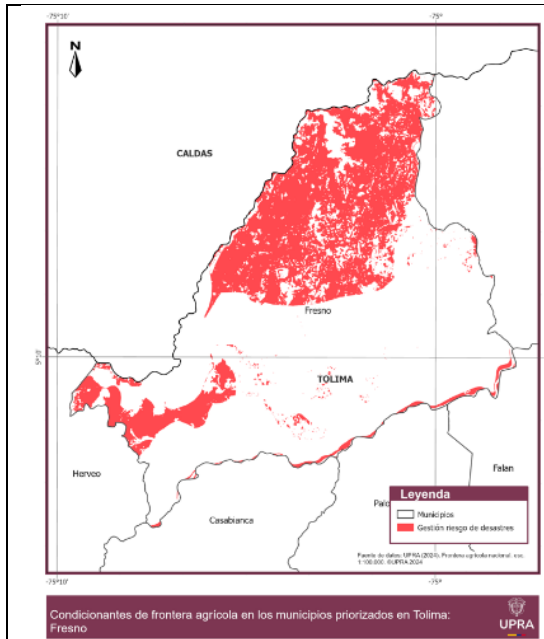 -75°10'
-75°
N
CALDAS
Fresno
5°10'
TOLIMA
Herveo
Casabianca
Palo
Falan
Leyenda
Municipios
Gestión riesgo de desastres
Fuente de datos: UPRA (2024). Frontera agrícola nacional, esc.
1:100.000. ©UPRA 2024
-75°10'
-75°
Condicionantes de frontera agrícola en los municipios priorizados en Tolima:
Fresno
UPRA